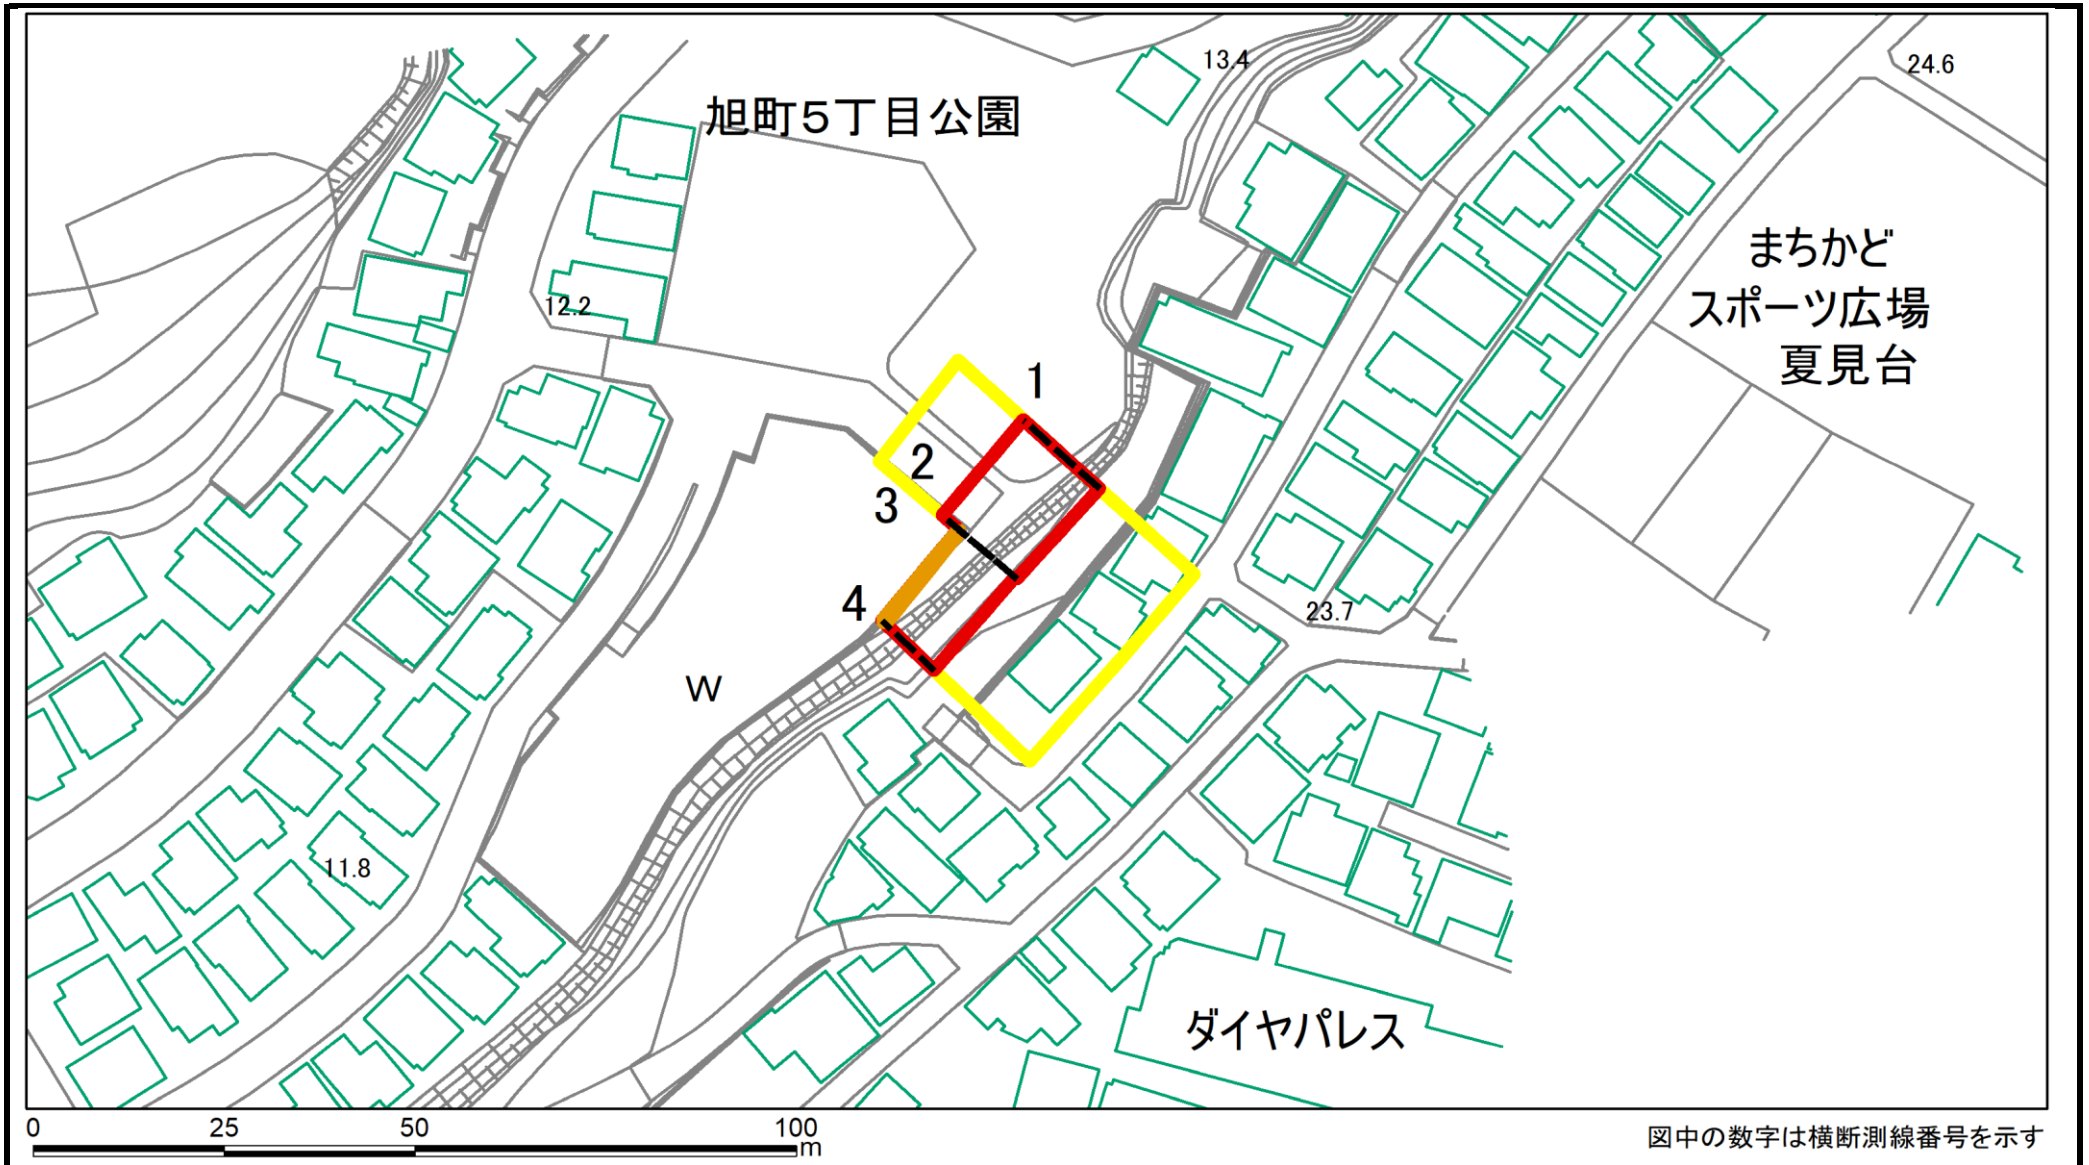 13.4
24.6
旭町5丁目公園
まちかど
スポーツ広場
夏見台
12.2
1
2
3
4
23.7
W
11.8
ダイヤパレス
0 25 50 100
m
図中の数字は横断測線番号を示す